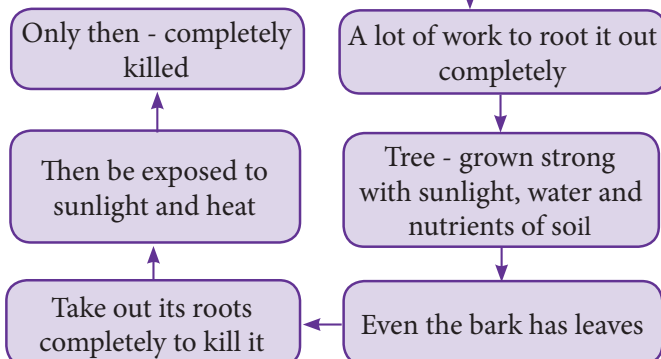 Only then - completely
killed
A lot of work to root it out
completely
Then be exposed to
sunlight and heat
Tree - grown strong
with sunlight, water and
nutrients of soil
Take out its roots
completely to kill it
Even the bark has leaves